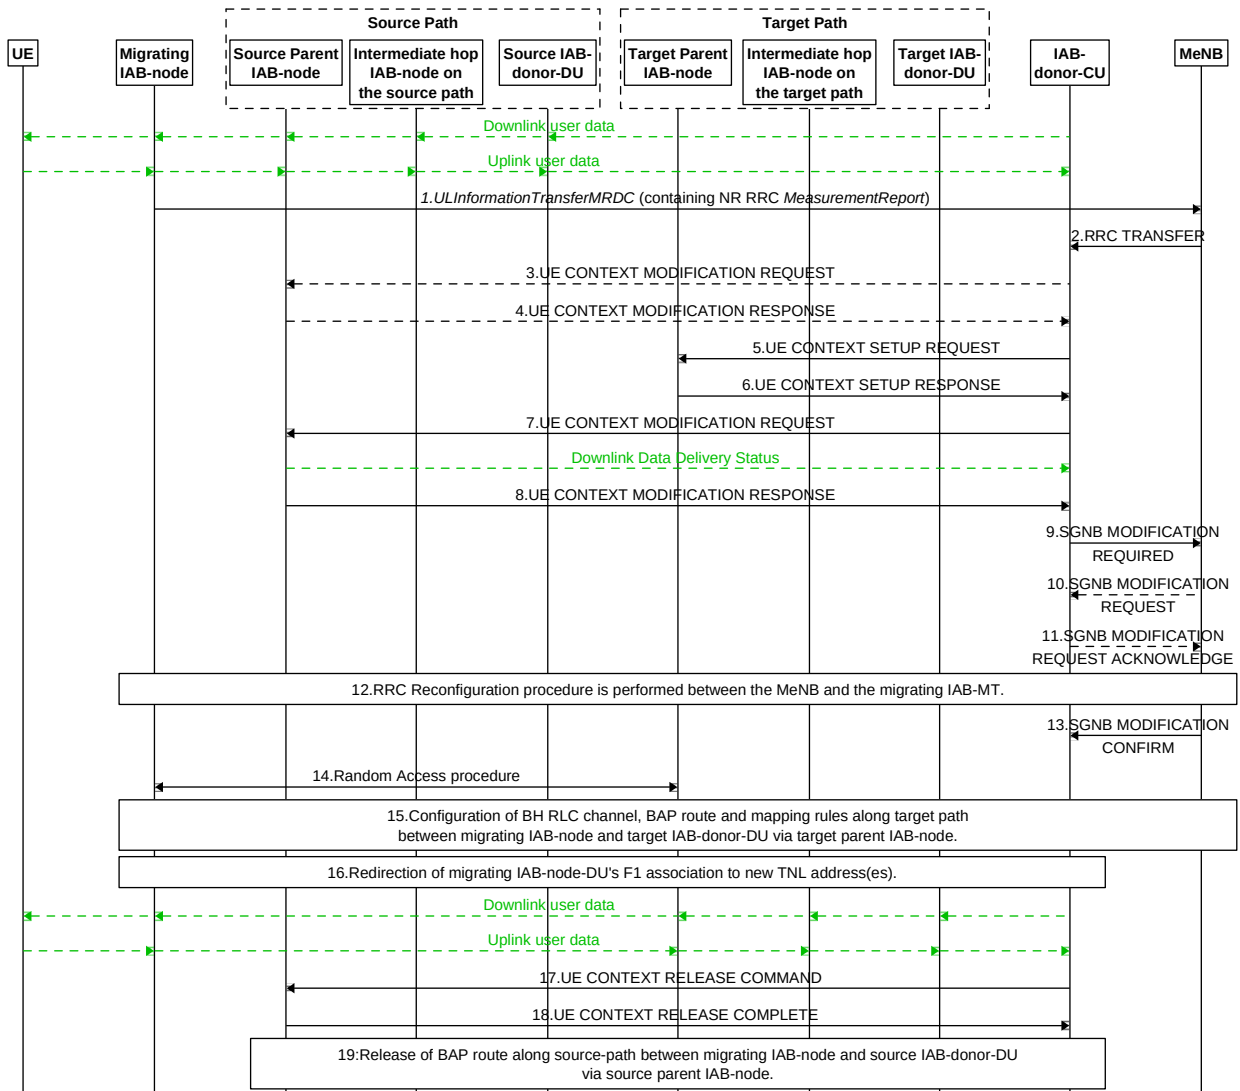 Source Path
Target Path
UE
Migrating
IAB-node
Source Parent
IAB-node
Intermediate hop
IAB-node on
the source path
Source IAB-
donor-DU
Target Parent
IAB-node
Intermediate hop
IAB-node on
the target path
Target IAB-
donor-DU
IAB-
donor-CU
MeNB
Downlink user data
Uplink user data
1.ULInformationTransferMRDC (containing NR RRC MeasurementReport)
2.RRC TRANSFER
3.UE CONTEXT MODIFICATION REQUEST
4.UE CONTEXT MODIFICATION RESPONSE
5.UE CONTEXT SETUP REQUEST
6.UE CONTEXT SETUP RESPONSE
7.UE CONTEXT MODIFICATION REQUEST
Downlink Data Delivery Status
8.UE CONTEXT MODIFICATION RESPONSE
9.SGNB MODIFICATION
REQUIRED
10.SGNB MODIFICATION
REQUEST
11.SGNB MODIFICATION
REQUEST ACKNOWLEDGE
12.RRC Reconfiguration procedure is performed between the MeNB and the migrating IAB-MT.
13.SGNB MODIFICATION
CONFIRM
14.Random Access procedure
15.Configuration of BH RLC channel, BAP route and mapping rules along target path
between migrating IAB-node and target IAB-donor-DU via target parent IAB-node.
16.Redirection of migrating IAB-node-DU's F1 association to new TNL address(es).
Downlink user data
Uplink user data
17.UE CONTEXT RELEASE COMMAND
18.UE CONTEXT RELEASE COMPLETE
19:Release of BAP route along source-path between migrating IAB-node and source IAB-donor-DU
via source parent IAB-node.